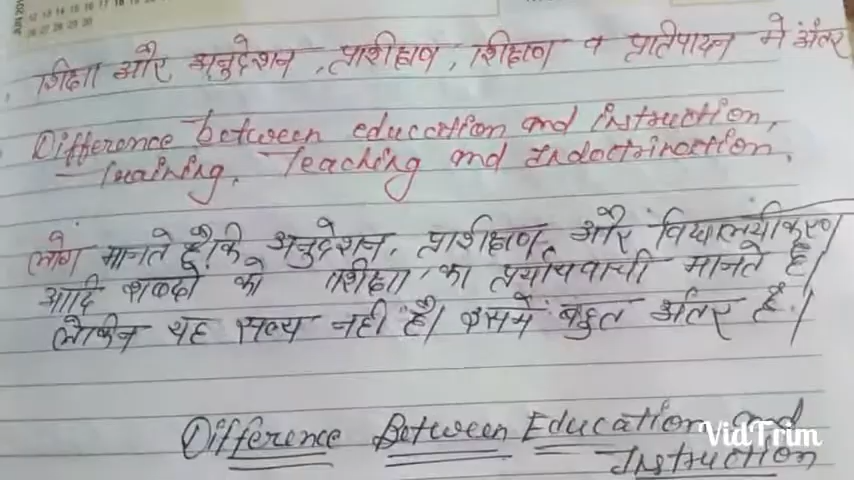 शिक्षा और अनुदेशन, प्रशिक्षण, शिक्षण व प्रतिपादन मे अंतर
Difference between education and instruction,
Training, Teaching and Indoctrination.
लोग मानते है कि अनुदेशन, प्रशिक्षण, और विद्यालयीकरण
आदि शब्दो को शिक्षा का पर्यायवाची मानते है।
लेकिन यह सत्य नही है। इसमें बहुत अंतर है।
Difference Between Education and
Instruction
VidTrim